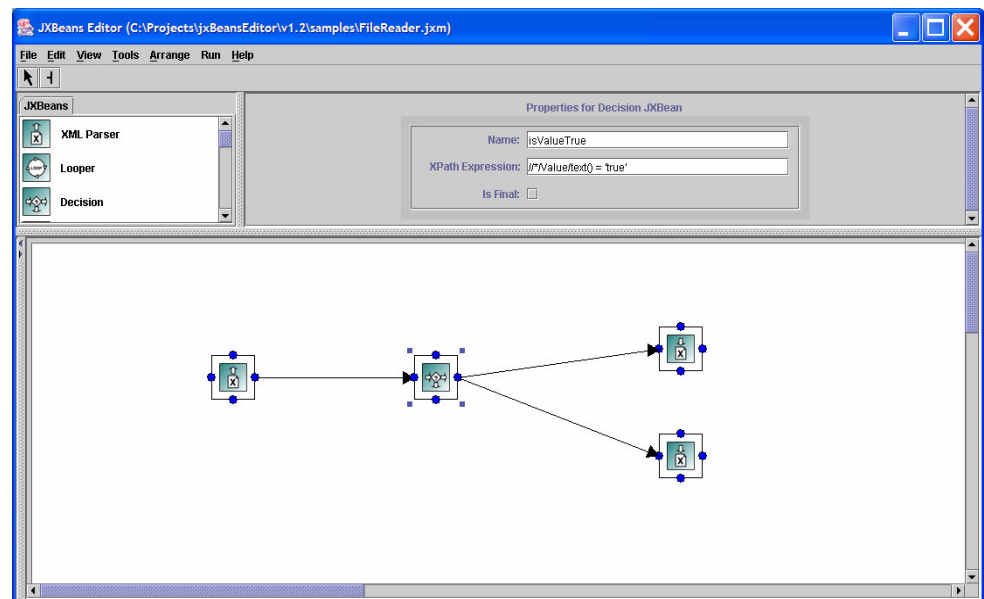 JXBeans Editor (C:\Projects\jxBeansEditor\v1.2\samples\FileReader.jxm)
File Edit View Tools Arrange Run Help
JXBeans
XML Parser
Looper
Decision
Properties for Decision JXBean
Name: isValueTrue
XPath Expression: //*/Value/text() = 'true'
Is Final: